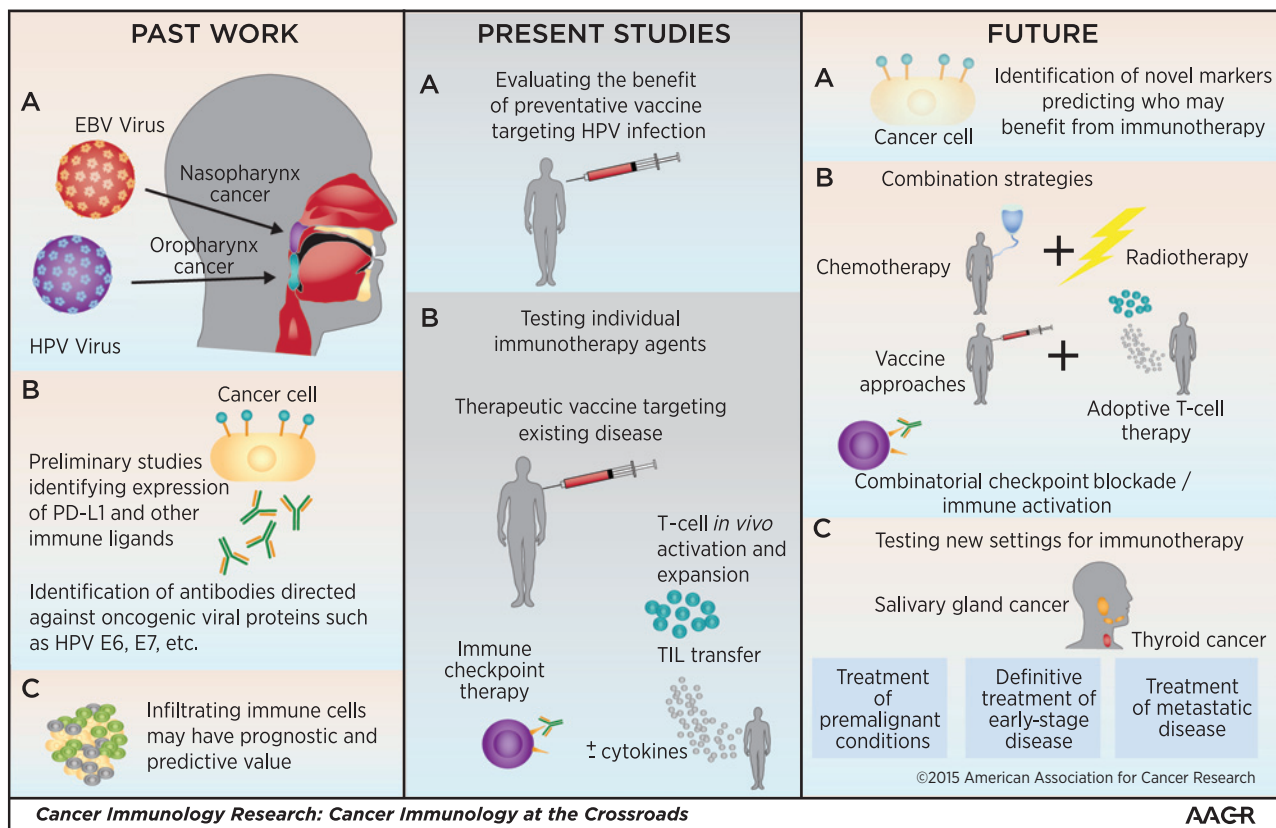 PAST WORK
A
EBV Virus
Nasopharynx
cancer
Oropharynx
cancer
HPV Virus
B
Cancer cell
Preliminary studies
identifying expression
of PD-L1 and other
immune ligands
Identification of antibodies directed
against oncogenic viral proteins such
as HPV E6, E7, etc.
C
Infiltrating immune cells
may have prognostic and
predictive value
PRESENT STUDIES
A
Evaluating the benefit
of preventative vaccine
targeting HPV infection
B
Testing individual
immunotherapy agents
Therapeutic vaccine targeting
existing disease
T-cell in vivo
activation and
expansion
Immune
checkpoint
therapy
TIL transfer
± cytokines
FUTURE
A
Cancer cell
Identification of novel markers
predicting who may
benefit from immunotherapy
B
Combination strategies
Chemotherapy
+
Radiotherapy
Vaccine
approaches
+
Adoptive T-cell
therapy
Combinatorial checkpoint blockade /
immune activation
C
Testing new settings for immunotherapy
Salivary gland cancer
Thyroid cancer
Treatment
of
premalignant
conditions
Definitive
treatment of
early-stage
disease
Treatment
of metastatic
disease
©2015 American Association for Cancer Research
Cancer Immunology Research: Cancer Immunology at the Crossroads
AACR